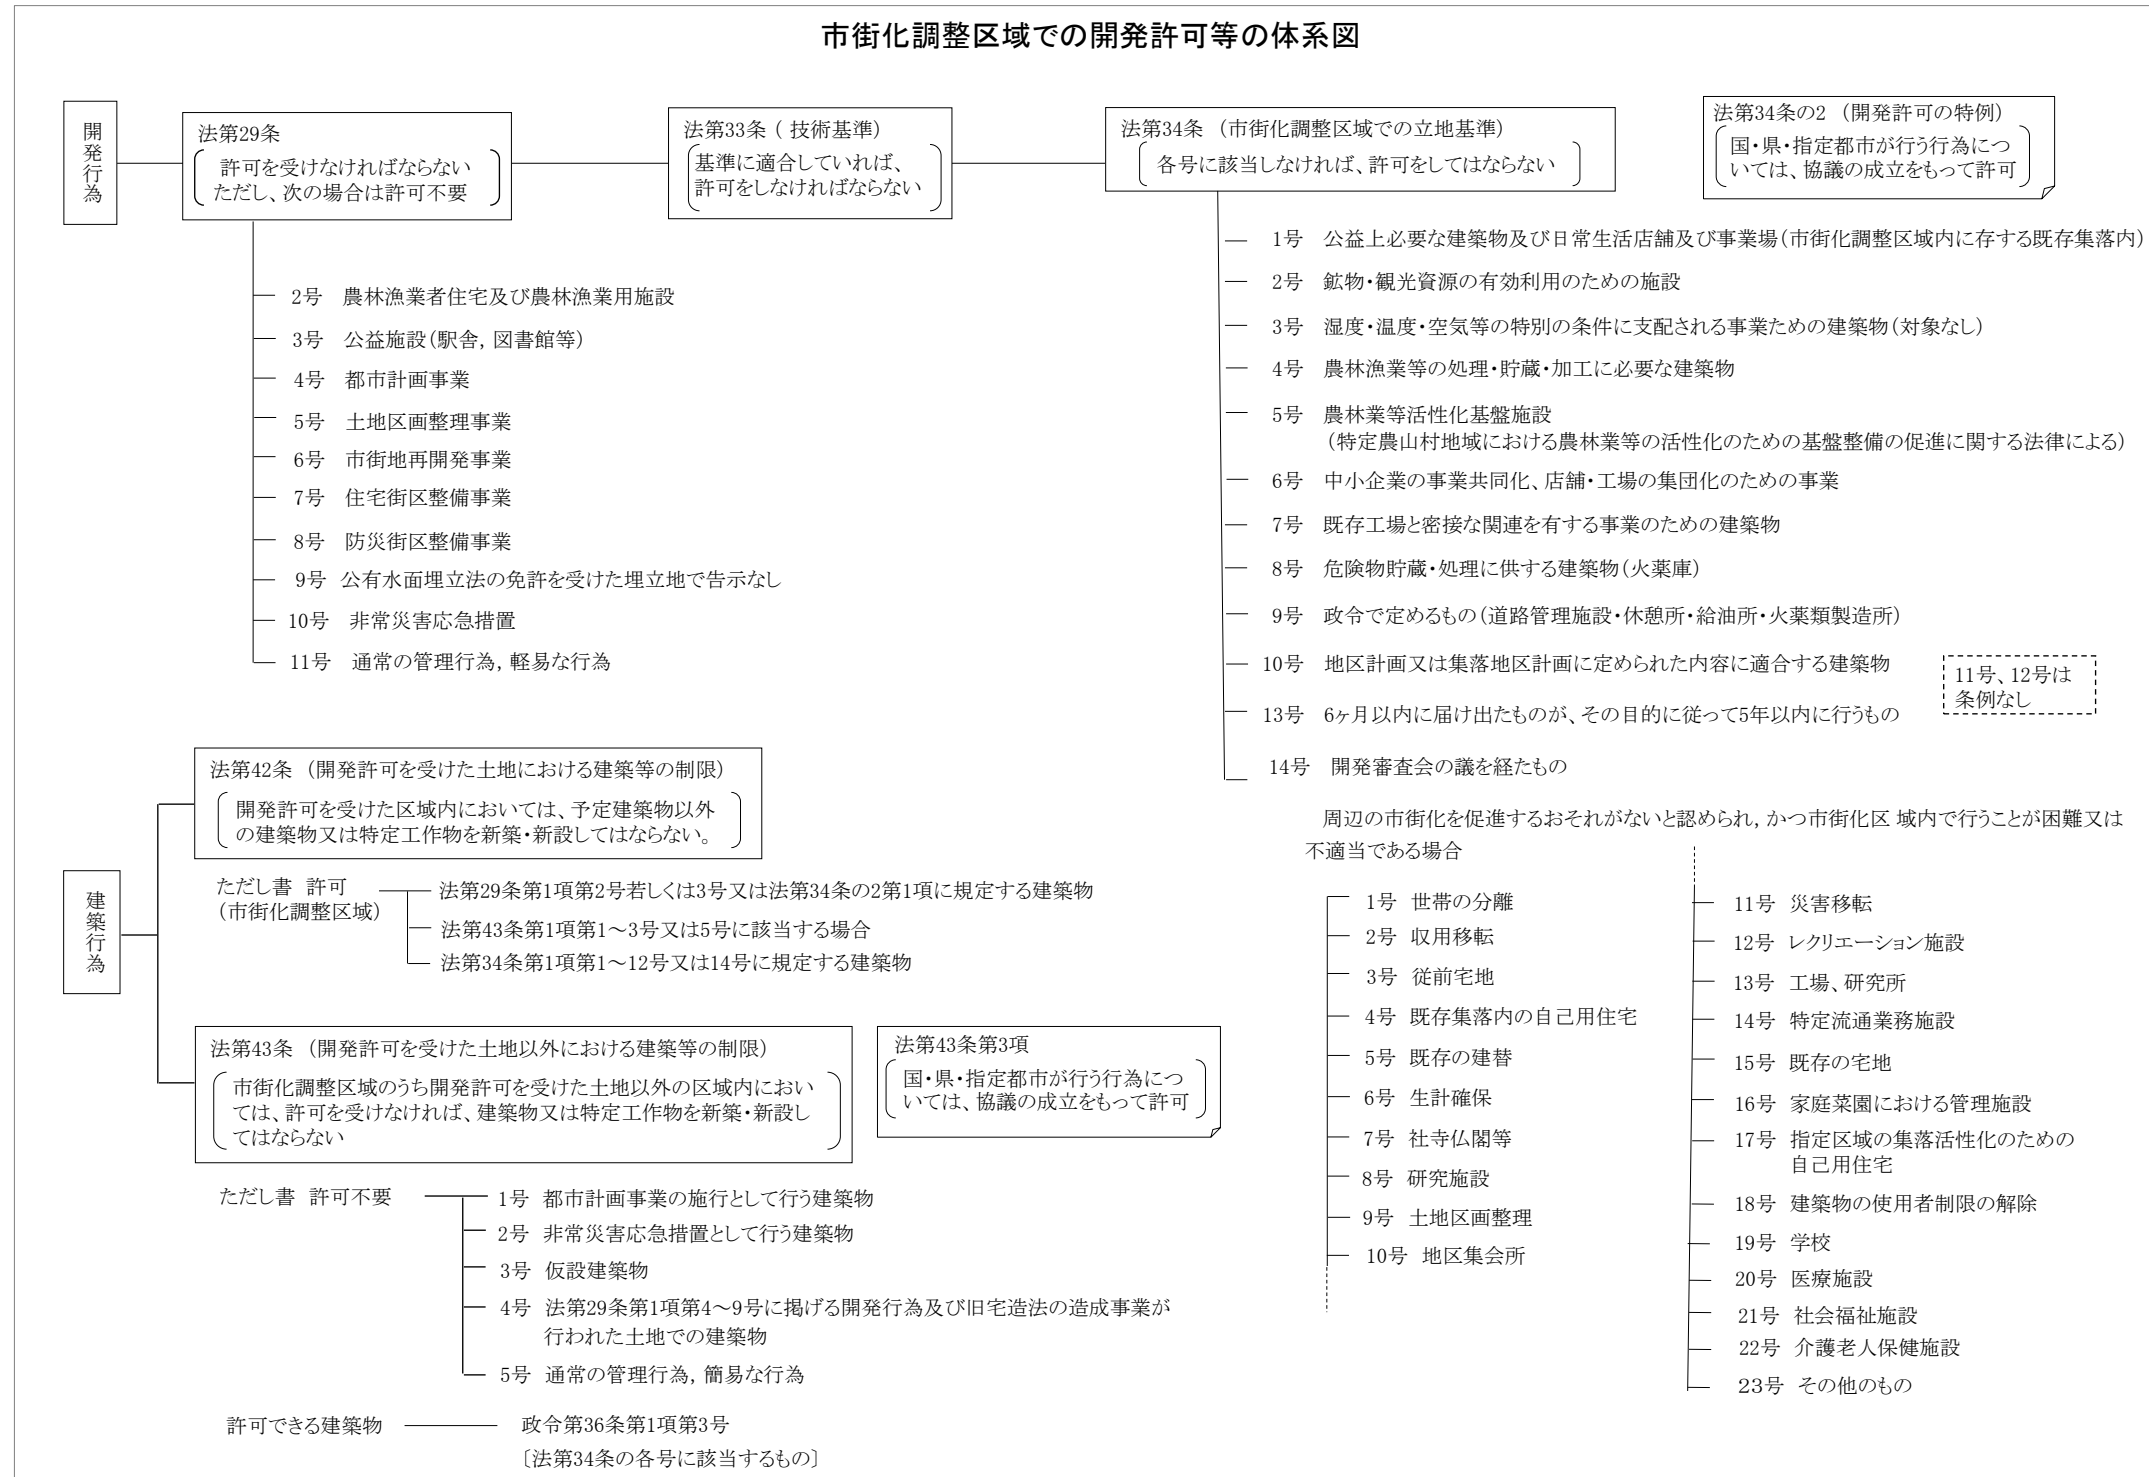 市街化調整区域での開発許可等の体系図
開発行為
法第29条
許可を受けなければならない
ただし、次の場合は許可不要
法第33条（ 技術基準）
基準に適合していれば、
許可をしなければならない
法第34条 （市街化調整区域での立地基準）
各号に該当しなければ、許可をしてはならない
法第34条の2 （開発許可の特例）
国・県・指定都市が行う行為につ
いては、協議の成立をもって許可
2号 農林漁業者住宅及び農林漁業用施設
3号 公益施設（駅舎, 図書館等）
4号 都市計画事業
5号 土地区画整理事業
6号 市街地再開発事業
7号 住宅街区整備事業
8号 防災街区整備事業
9号 公有水面埋立法の免許を受けた埋立地で告示なし
10号 非常災害応急措置
11号 通常の管理行為, 軽易な行為
1号 公益上必要な建築物及び日常生活店舗及び事業場（市街化調整区域内に存する既存集落内）
2号 鉱物・観光資源の有効利用のための施設
3号 湿度・温度・空気等の特別の条件に支配される事業ための建築物（対象なし）
4号 農林漁業等の処理・貯蔵・加工に必要な建築物
5号 農林業等活性化基盤施設
（特定農山村地域における農林業等の活性化のための基盤整備の促進に関する法律による）
6号 中小企業の事業共同化、店舗・工場の集団化のための事業
7号 既存工場と密接な関連を有する事業のための建築物
8号 危険物貯蔵・処理に供する建築物（火薬庫）
9号 政令で定めるもの（道路管理施設・休憩所・給油所・火薬類製造所）
10号 地区計画又は集落地区計画に定められた内容に適合する建築物
11号、12号は
条例なし
13号 6ヶ月以内に届け出たものが、その目的に従って5年以内に行うもの
14号 開発審査会の議を経たもの
周辺の市街化を促進するおそれがないと認められ, かつ市街化区 域内で行うことが困難又は
不適当である場合
1号 世帯の分離
2号 収用移転
3号 従前宅地
4号 既存集落内の自己用住宅
5号 既存の建替
6号 生計確保
7号 社寺仏閣等
8号 研究施設
9号 土地区画整理
10号 地区集会所
11号 災害移転
12号 レクリエーション施設
13号 工場、研究所
14号 特定流通業務施設
15号 既存の宅地
16号 家庭菜園における管理施設
17号 指定区域の集落活性化のための
自己用住宅
18号 建築物の使用者制限の解除
19号 学校
20号 医療施設
21号 社会福祉施設
22号 介護老人保健施設
23号 その他のもの
建築行為
法第42条 （開発許可を受けた土地における建築等の制限）
開発許可を受けた区域内においては、予定建築物以外
の建築物又は特定工作物を新築・新設してはならない。
ただし書 許可
（市街化調整区域）
法第29条第1項第2号若しくは3号又は法第34条の2第1項に規定する建築物
法第43条第1項第1～3号又は5号に該当する場合
法第34条第1項第1～12号又は14号に規定する建築物
法第43条 （開発許可を受けた土地以外における建築等の制限）
市街化調整区域のうち開発許可を受けた土地以外の区域内におい
ては、許可を受けなければ、建築物又は特定工作物を新築・新設し
てはならない
法第43条第3項
国・県・指定都市が行う行為につ
いては、協議の成立をもって許可
ただし書 許可不要
1号 都市計画事業の施行として行う建築物
2号 非常災害応急措置として行う建築物
3号 仮設建築物
4号 法第29条第1項第4～9号に掲げる開発行為及び旧宅造法の造成事業が
行われた土地での建築物
5号 通常の管理行為, 簡易な行為
許可できる建築物
政令第36条第1項第3号
〔法第34条の各号に該当するもの〕